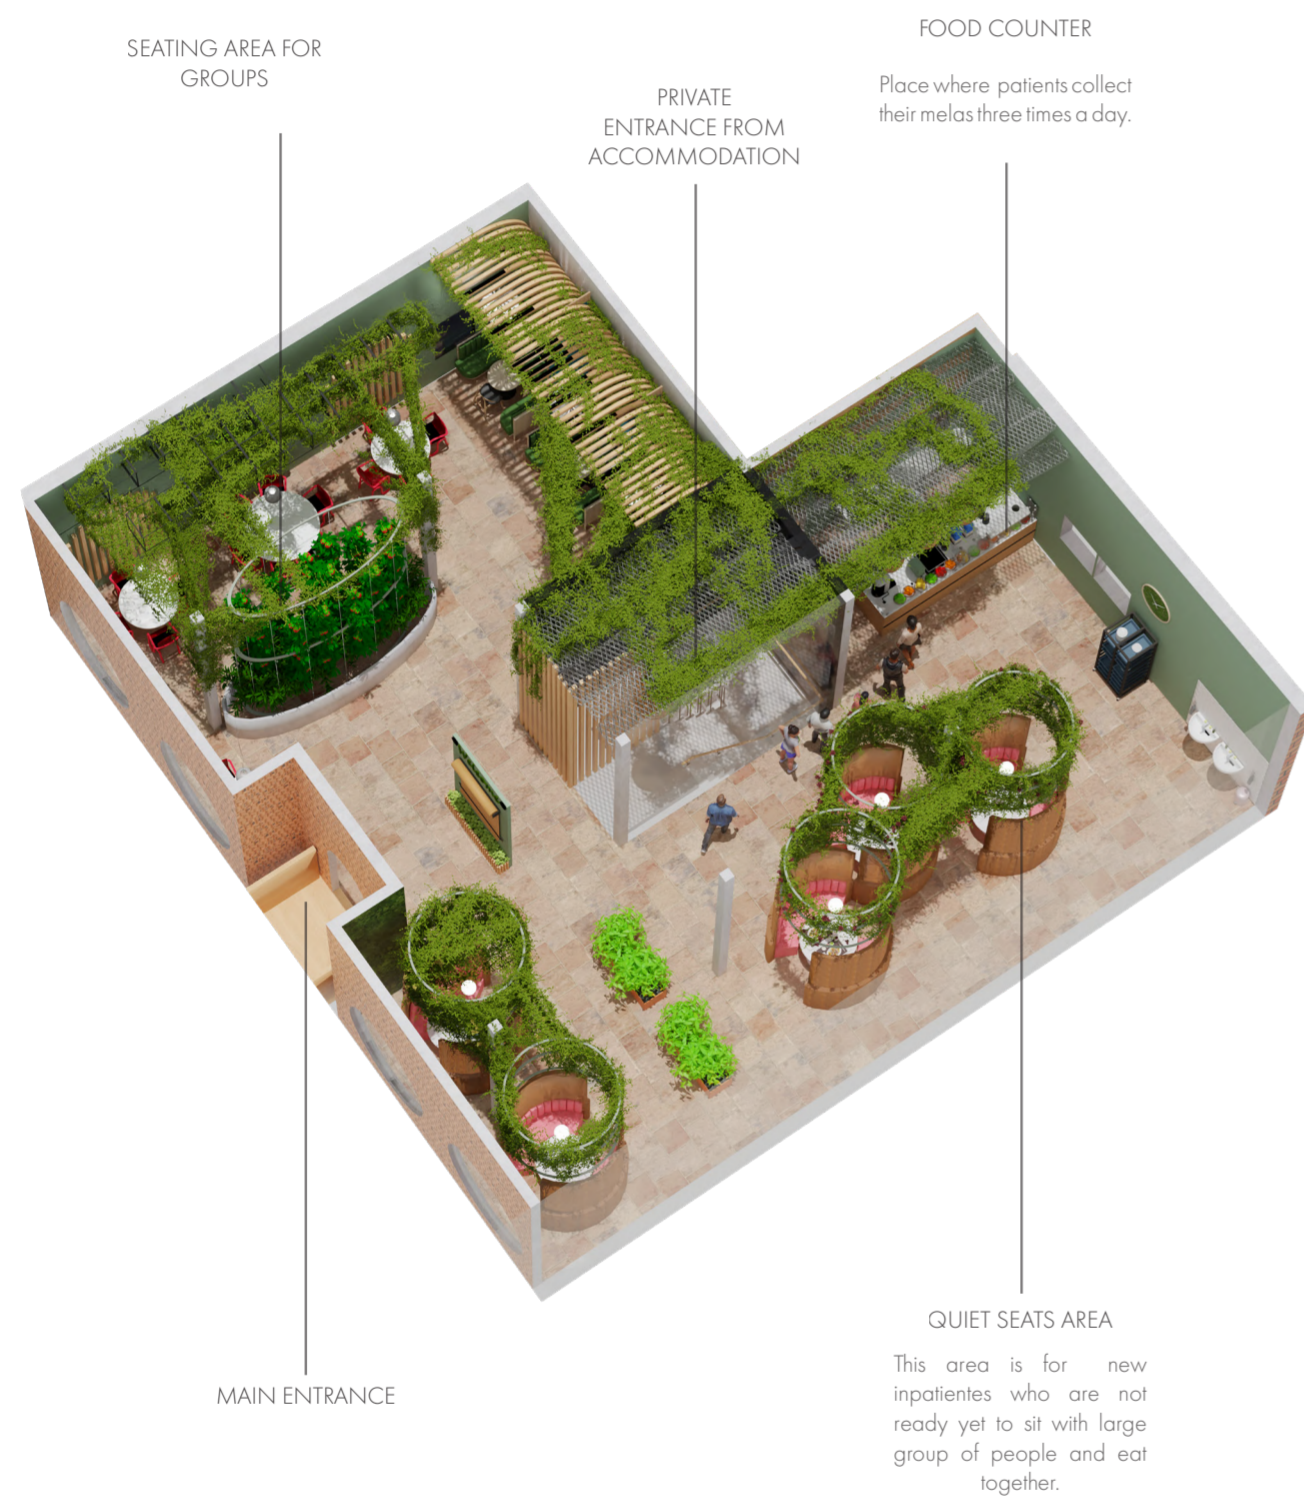 SEATING AREA FOR
GROUPS
PRIVATE
ENTRANCE FROM
ACCOMMODATION
FOOD COUNTER
Place where patients collect
their melas three times a day.
MAIN ENTRANCE
QUIET SEATS AREA
This area is for new
inpatientes who are not
ready yet to sit with large
group of people and eat
together.